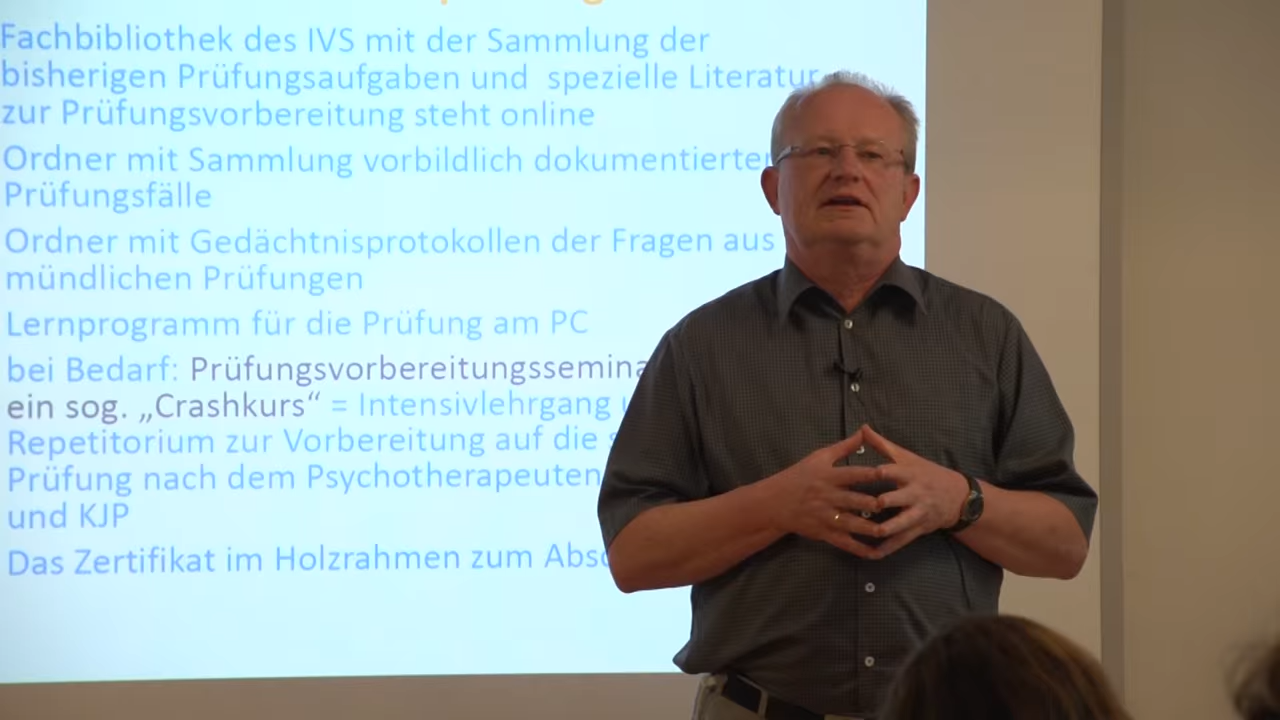 Fachbibliothek des IVS mit der Sammlung der
bisherigen Prüfungsaufgaben und spezielle Literatur
zur Prüfungsvorbereitung steht online
Ordner mit Sammlung vorbildlich dokumentierter
Prüfungsfälle
Ordner mit Gedächtnisprotokollen der Fragen aus
mündlichen Prüfungen
Lernprogramm für die Prüfung am PC
bei Bedarf: Prüfungsvorbereitungssemina
ein sog. „Crashkurs“ = Intensivlehrgang
Repetitorium zur Vorbereitung auf die
Prüfung nach dem Psychotherapeuten
und KJP
Das Zertifikat im Holzrahmen zum Absc